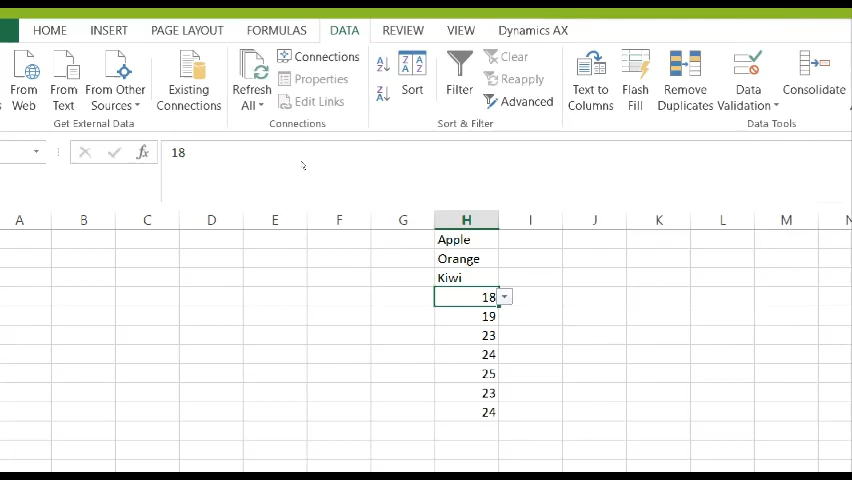 HOME INSERT PAGE LAYOUT FORMULAS DATA REVIEW VIEW Dynamics AX
From Web
From Text
From Other Sources
Existing Connections
Refresh All
Connections
Properties
Edit Links
Sort
Filter
Clear
Reapply
Advanced
Text to Columns
Flash Fill
Remove Duplicates
Data Validation
Consolidate
Get External Data Connections Sort & Filter Data Tools
fx 18
A B C D E F G H I J K L M N
Apple
Orange
Kiwi
18
19
23
24
25
23
24